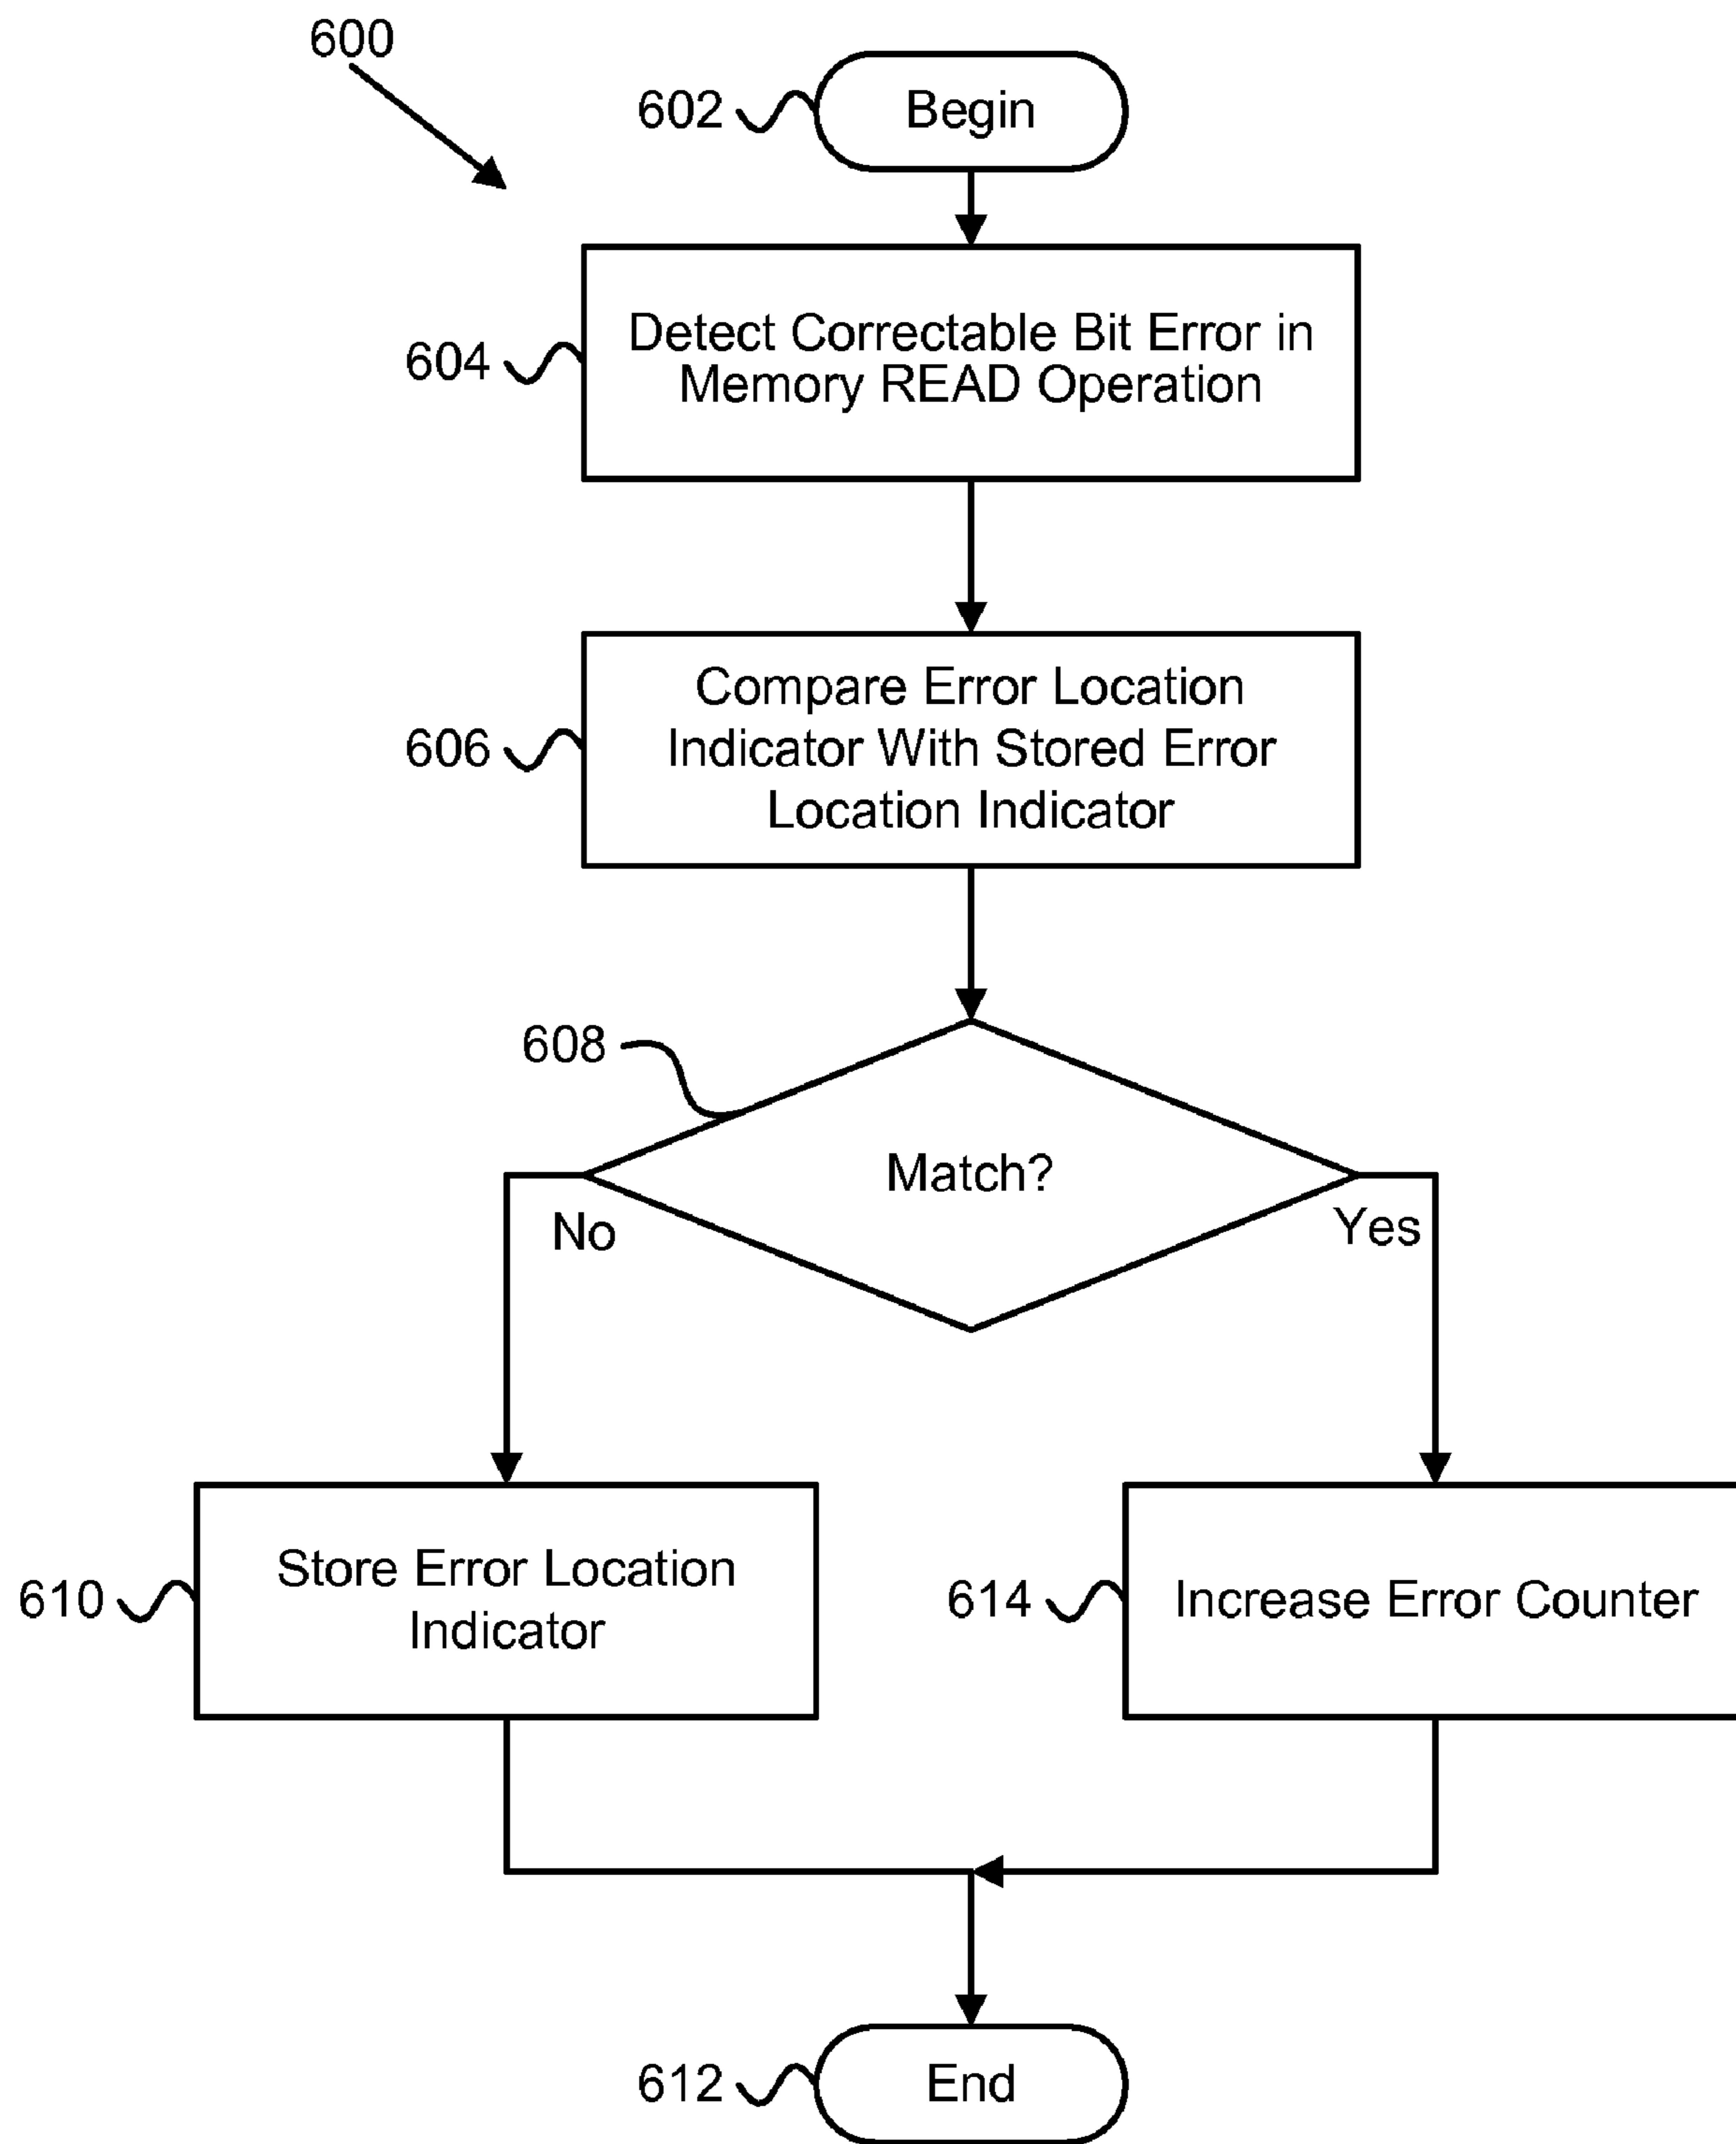 600
602
Begin
604
Detect Correctable Bit Error in
Memory READ Operation
606
Compare Error Location
Indicator With Stored Error
Location Indicator
608
Match?
No
Yes
610
Store Error Location
Indicator
614
Increase Error Counter
612
End